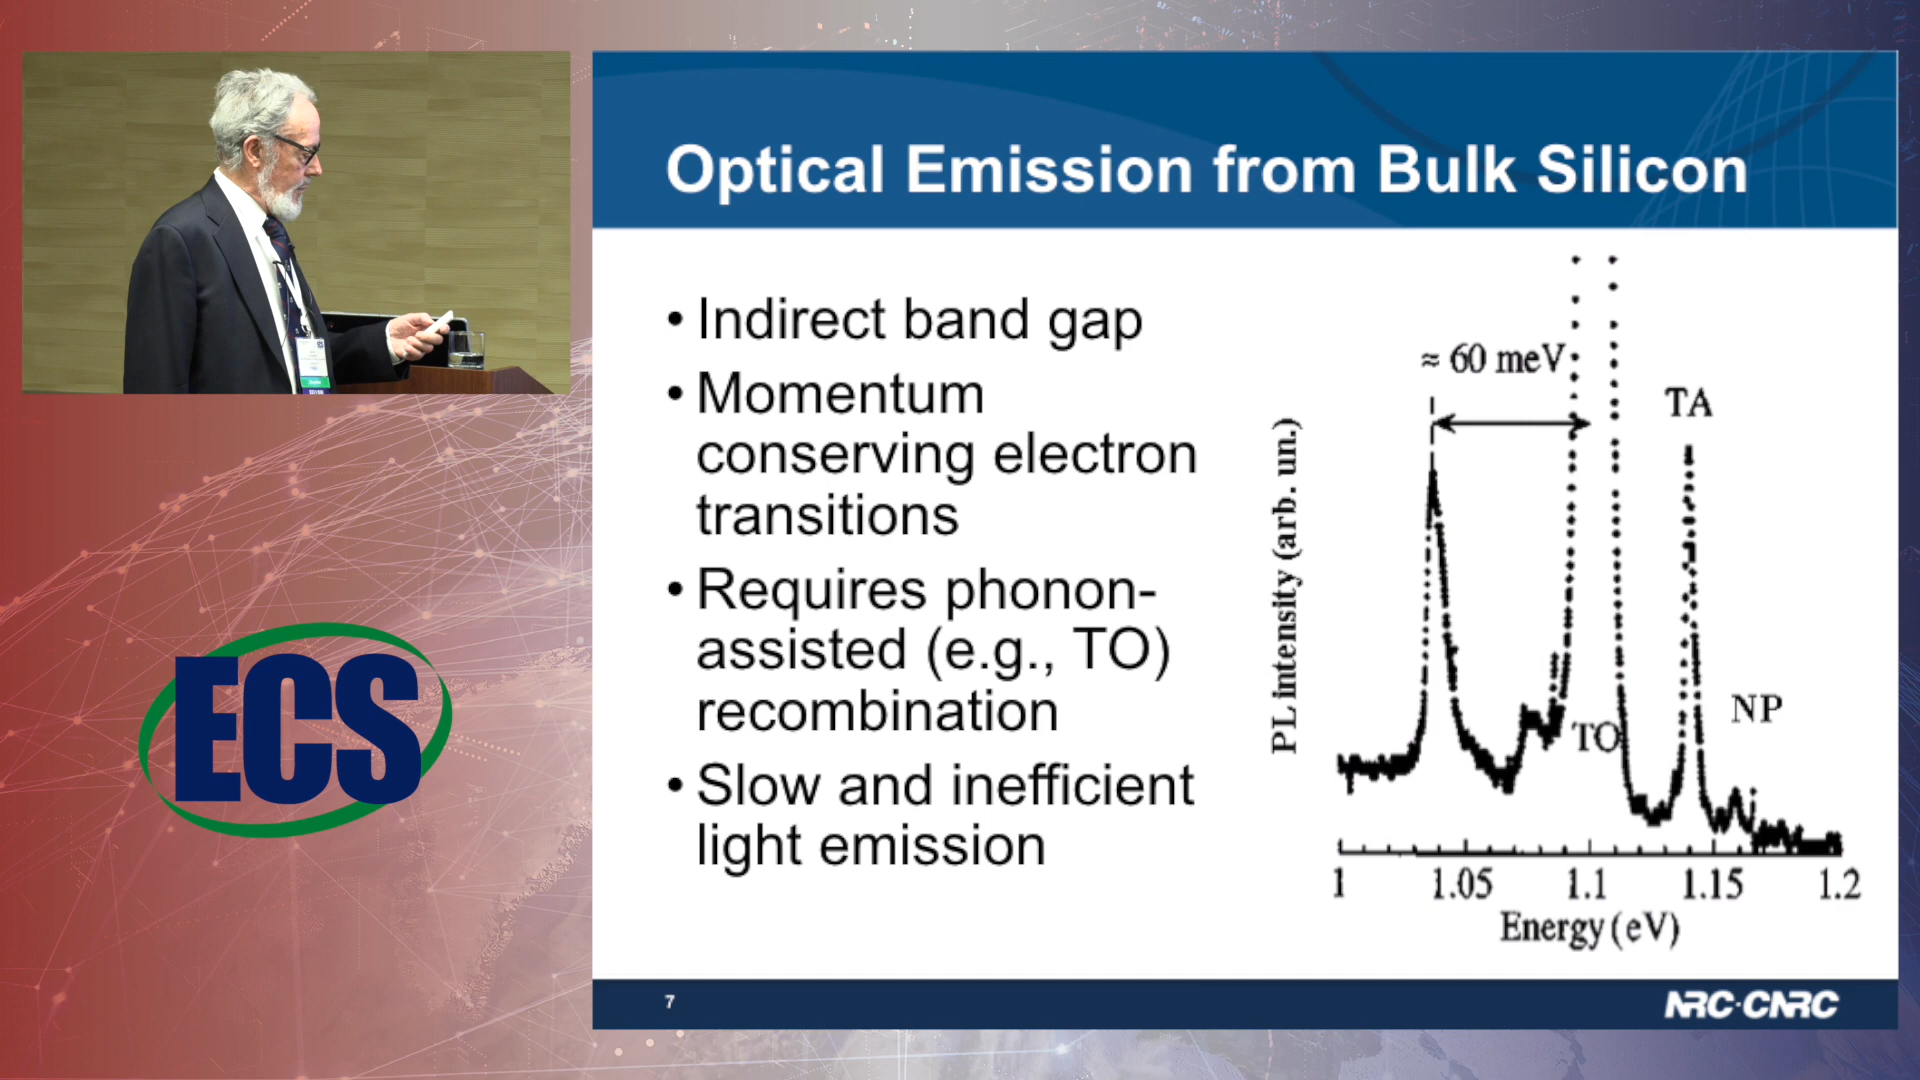 Optical Emission from Bulk Silicon
• Indirect band gap
• Momentum
conserving electron
transitions
• Requires phonon-
assisted (e.g., TO)
recombination
• Slow and inefficient
light emission
≈ 60 meV
TA
NP
TO
PL intensity (arb. un.)
1 1.05 1.1 1.15 1.2
Energy (eV)
7
NRC·CNRC
ECS